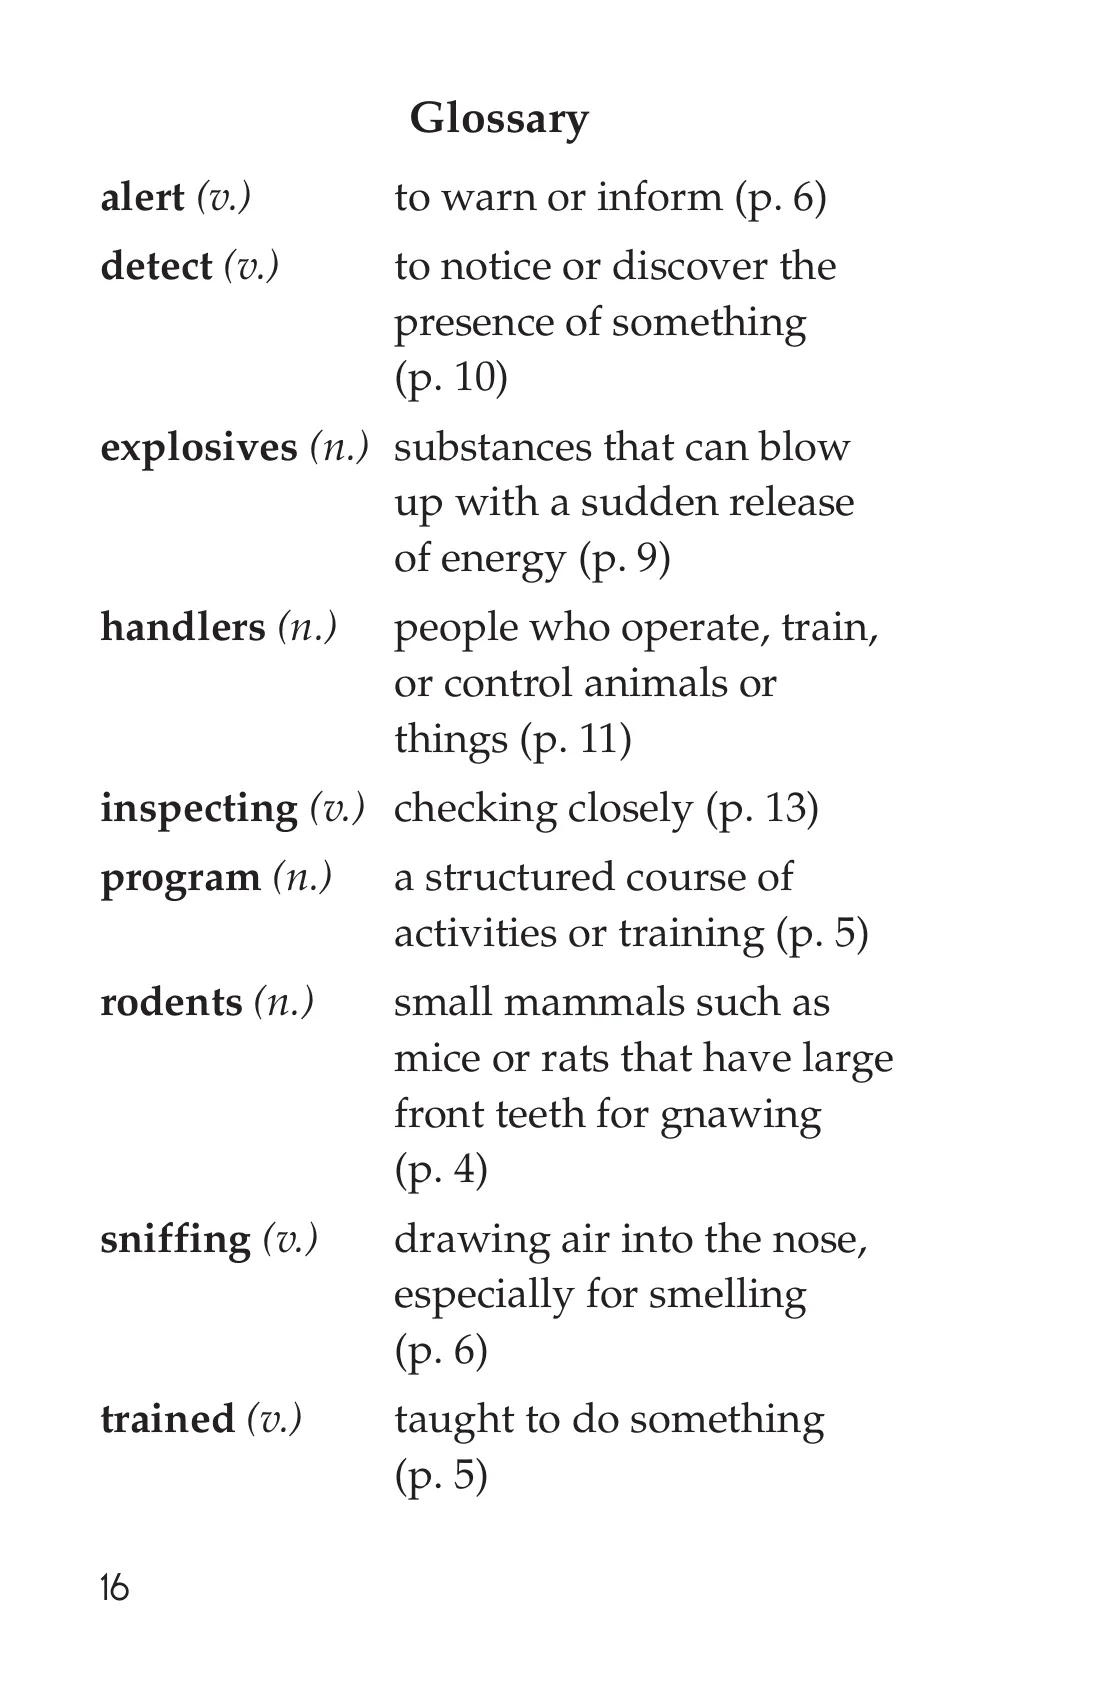 Glossary
alert (v.) to warn or inform (p. 6)
detect (v.) to notice or discover the
presence of something
(p. 10)
explosives (n.) substances that can blow
up with a sudden release
of energy (p. 9)
handlers (n.) people who operate, train,
or control animals or
things (p. 11)
inspecting (v.) checking closely (p. 13)
program (n.) a structured course of
activities or training (p. 5)
rodents (n.) small mammals such as
mice or rats that have large
front teeth for gnawing
(p. 4)
sniffing (v.) drawing air into the nose,
especially for smelling
(p. 6)
trained (v.) taught to do something
(p. 5)
16